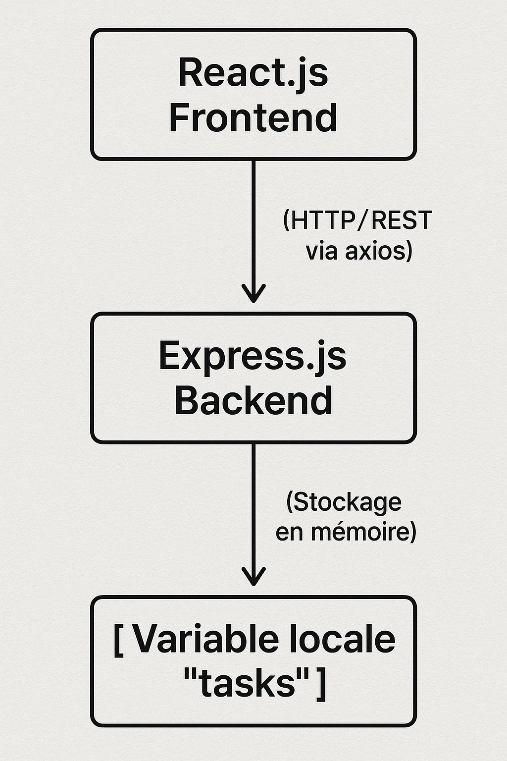 React.js
Frontend
(HTTP/REST
via axios)
Express.js
Backend
(Stockage
en mémoire)
[ Variable locale
"tasks" ]